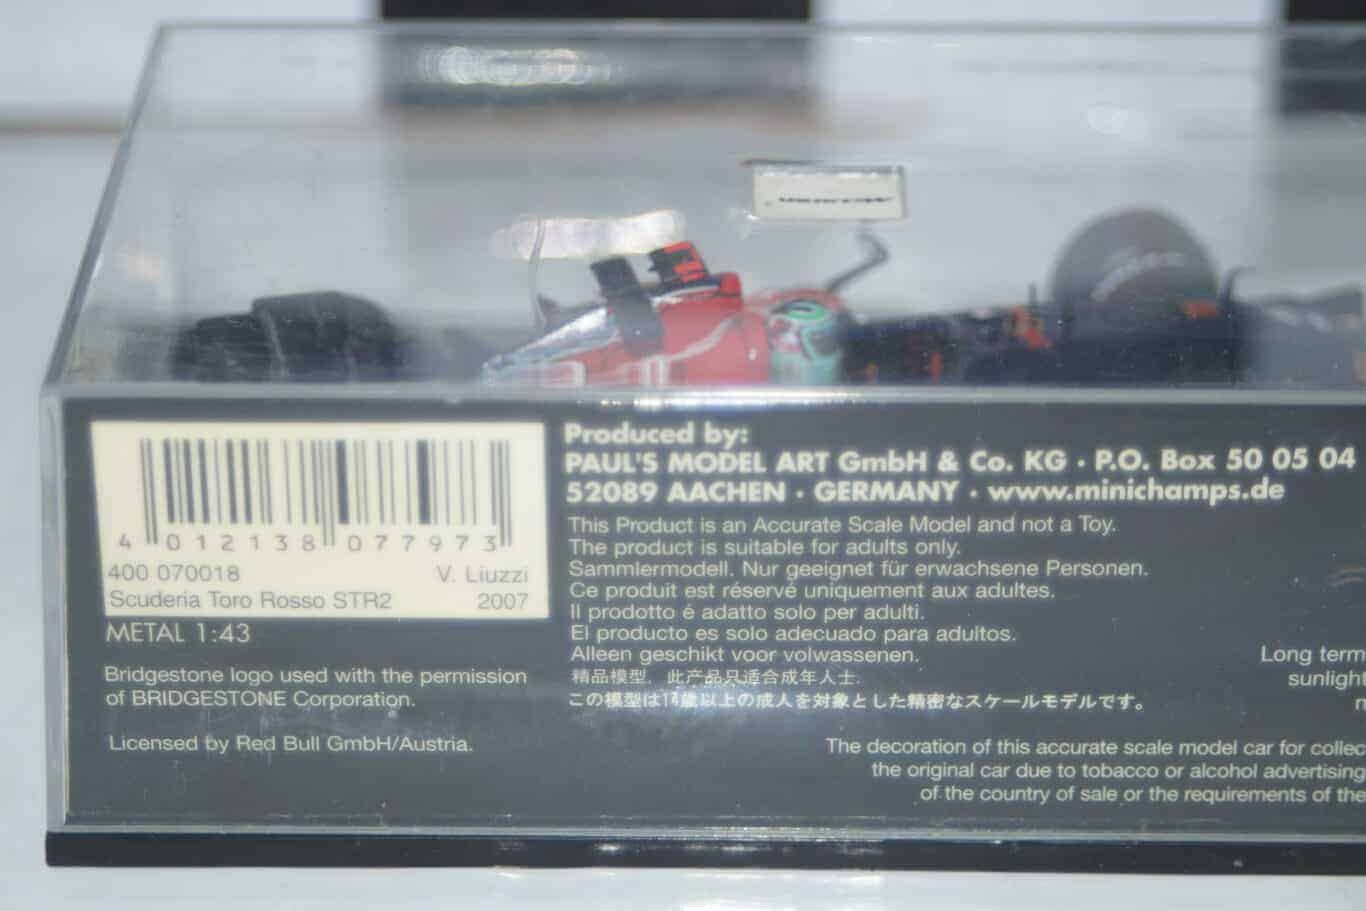 4 012138 077973
400 070018 V. Liuzzi
Scuderia Toro Rosso STR2 2007
METAL 1:43
Bridgestone logo used with the permission
of BRIDGESTONE Corporation.
Licensed by Red Bull GmbH/Austria.
Produced by:
PAUL'S MODEL ART GmbH & Co. KG · P.O. Box 50 05 04
52089 AACHEN · GERMANY · www.minichamps.de
This Product is an Accurate Scale Model and not a Toy.
The product is suitable for adults only.
Sammlermodell. Nur geeignet für erwachsene Personen.
Ce produit est réservé uniquement aux adultes.
Il prodotto é adatto solo per adulti.
El producto es solo adecuado para adultos.
Alleen geschikt voor volwassenen.
精品模型，此产品只适合成年人士.
この模型は14歳以上の成人を対象とした精密なスケールモデルです。
Long term
sunlight
The decoration of this accurate scale model car for collec
the original car due to tobacco or alcohol advertising
of the country of sale or the requirements of the